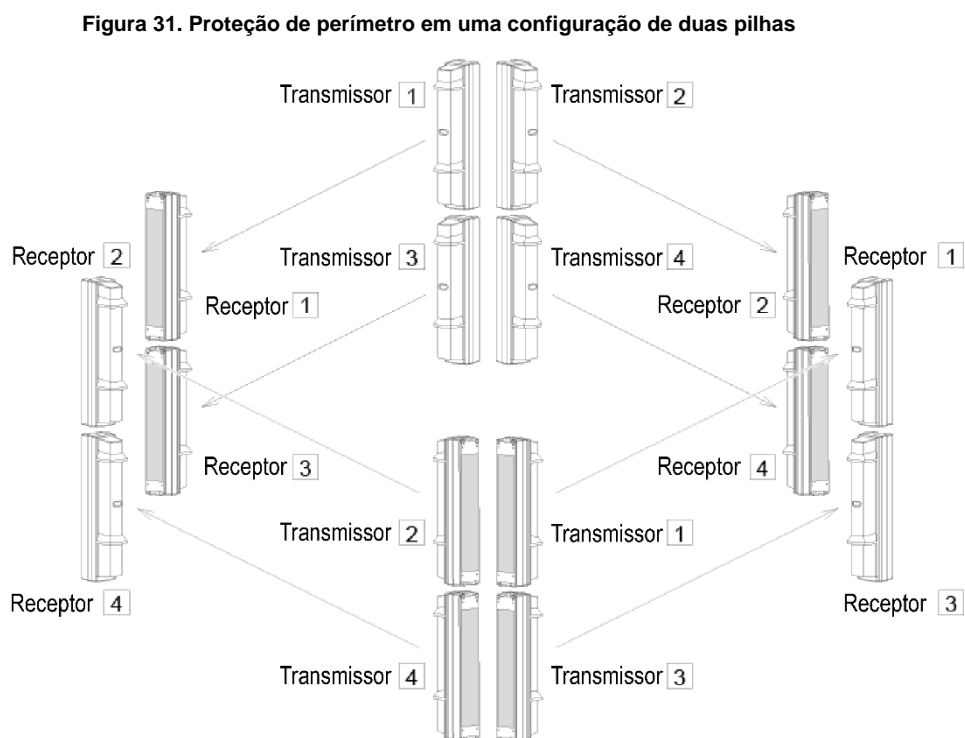 Figura 31. Proteção de perímetro em uma configuração de duas pilhas
Transmissor 1
Transmissor 2
Receptor 2
Transmissor 3
Transmissor 4
Receptor 1
Receptor 1
Receptor 2
Receptor 3
Receptor 4
Transmissor 2
Transmissor 1
Receptor 4
Receptor 3
Transmissor 4
Transmissor 3